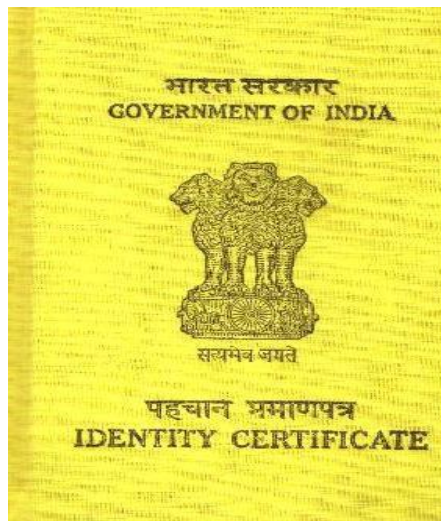 भारत सरकार
GOVERNMENT OF INDIA
सत्यमेव जयते
पहचान प्रमाणपत्र
IDENTITY CERTIFICATE